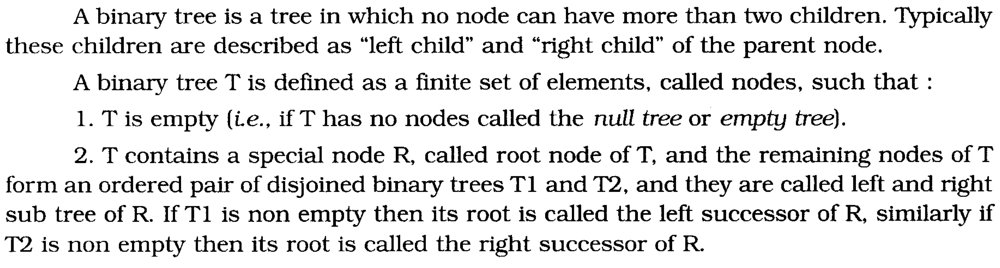 A binary tree is a tree in which no node can have more than two children. Typically
these children are described as “left child” and “right child” of the parent node.
A binary tree T is defined as a finite set of elements, called nodes, such that :
1. T is empty (i.e., if T has no nodes called the null tree or empty tree).
2. T contains a special node R, called root node of T, and the remaining nodes of T
form an ordered pair of disjoined binary trees T1 and T2, and they are called left and right
sub tree of R. If T1 is non empty then its root is called the left successor of R, similarly if
T2 is non empty then its root is called the right successor of R.